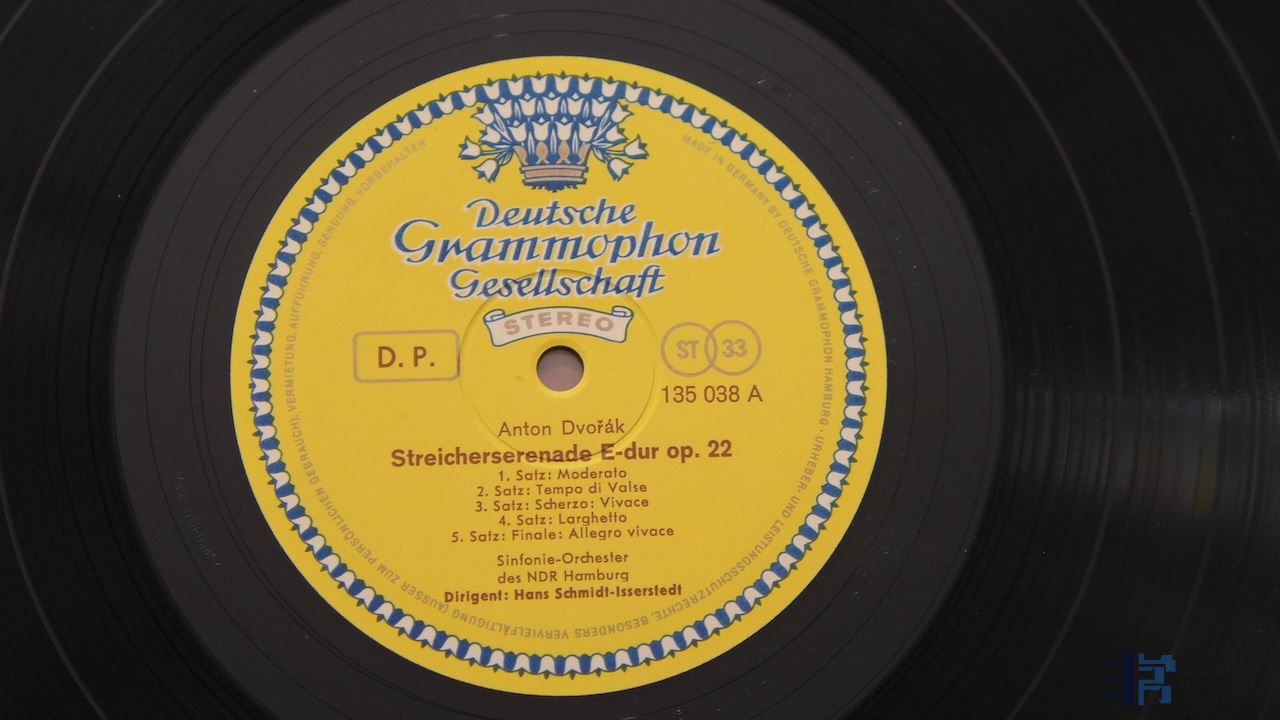 Deutsche
Grammophon
Gesellschaft
STEREO
D. P.
ST 33
135 038 A
Anton Dvořák
Streicherserenade E-dur op. 22
1. Satz: Moderato
2. Satz: Tempo di Valse
3. Satz: Scherzo: Vivace
4. Satz: Larghetto
5. Satz: Finale: Allegro vivace
Sinfonie-Orchester
des NDR Hamburg
Dirigent: Hans Schmidt-Isserstedt
MADE IN GERMANY BY DEUTSCHE GRAMMOPHON HAMBURG · URHEBER- UND LEISTUNGSSCHUTZRECHTE, BESONDERS VERVIELFÄLTIGUNG (AUSSER ZUM PERSÖNLICHEN GEBRAUCH), VERMIETUNG, AUFFÜHRUNG, SENDUNG, VORBEHALTEN